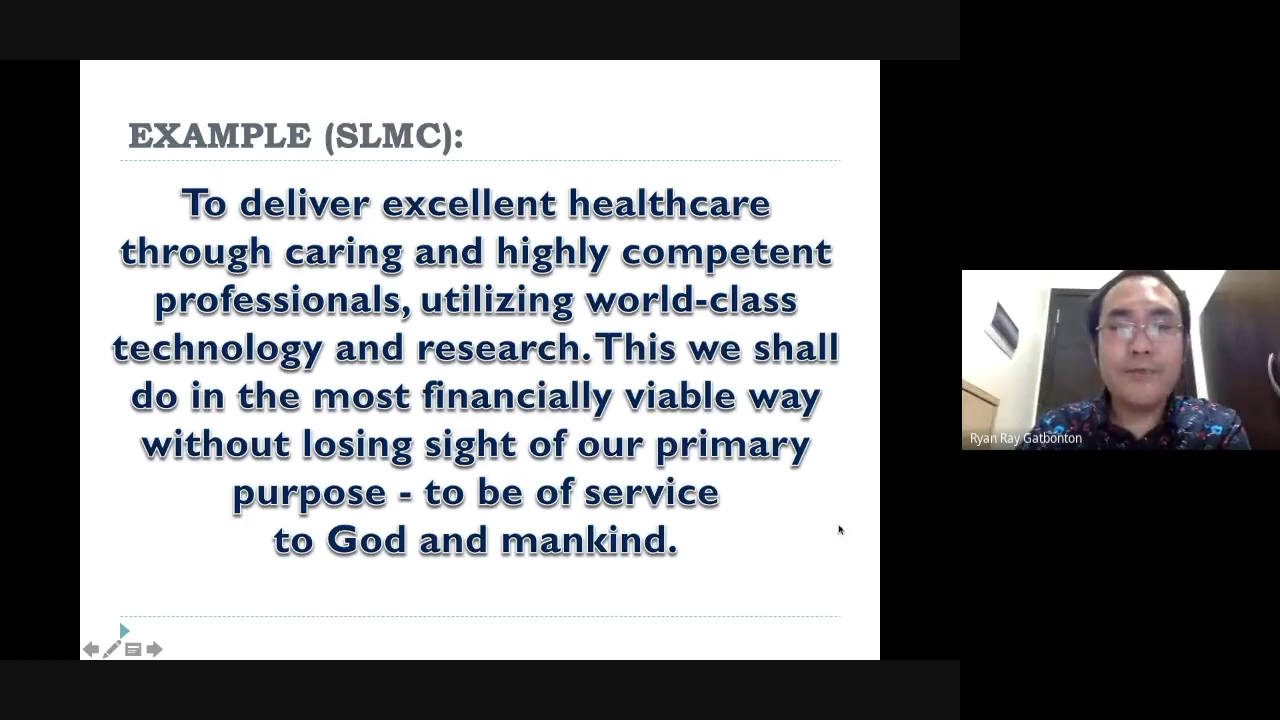 EXAMPLE (SLMC):
To deliver excellent healthcare
through caring and highly competent
professionals, utilizing world-class
technology and research. This we shall
do in the most financially viable way
without losing sight of our primary
purpose - to be of service
to God and mankind.
Ryan Ray Gatbonton